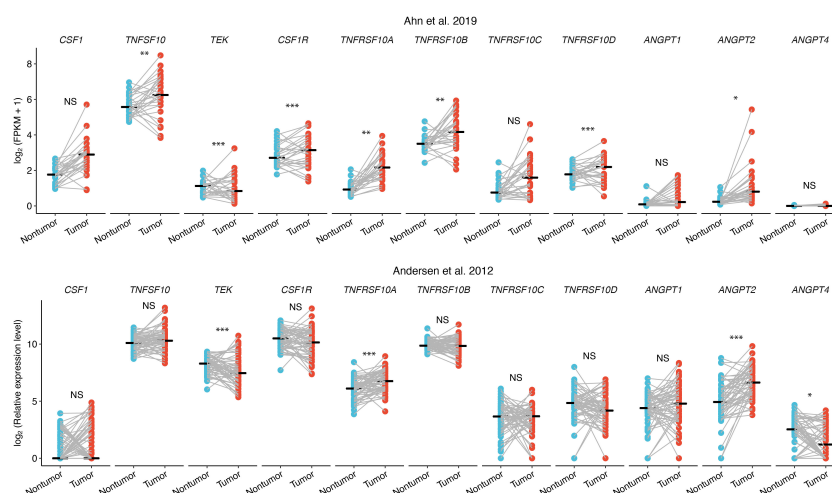 Ahn et al. 2019
CSF1 TNFSF10 TEK CSF1R TNFRSF10A TNFRSF10B TNFRSF10C TNFRSF10D ANGPT1 ANGPT2 ANGPT4
NS ** *** *** ** ** NS *** NS * NS
log2 (FPKM + 1)
8
6
4
2
0
Nontumor Tumor Nontumor Tumor Nontumor Tumor Nontumor Tumor Nontumor Tumor Nontumor Tumor Nontumor Tumor Nontumor Tumor Nontumor Tumor Nontumor Tumor Nontumor Tumor
Andersen et al. 2012
CSF1 TNFSF10 TEK CSF1R TNFRSF10A TNFRSF10B TNFRSF10C TNFRSF10D ANGPT1 ANGPT2 ANGPT4
NS NS *** NS *** NS NS NS NS *** *
log2 (Relative expression level)
10
5
0
Nontumor Tumor Nontumor Tumor Nontumor Tumor Nontumor Tumor Nontumor Tumor Nontumor Tumor Nontumor Tumor Nontumor Tumor Nontumor Tumor Nontumor Tumor Nontumor Tumor